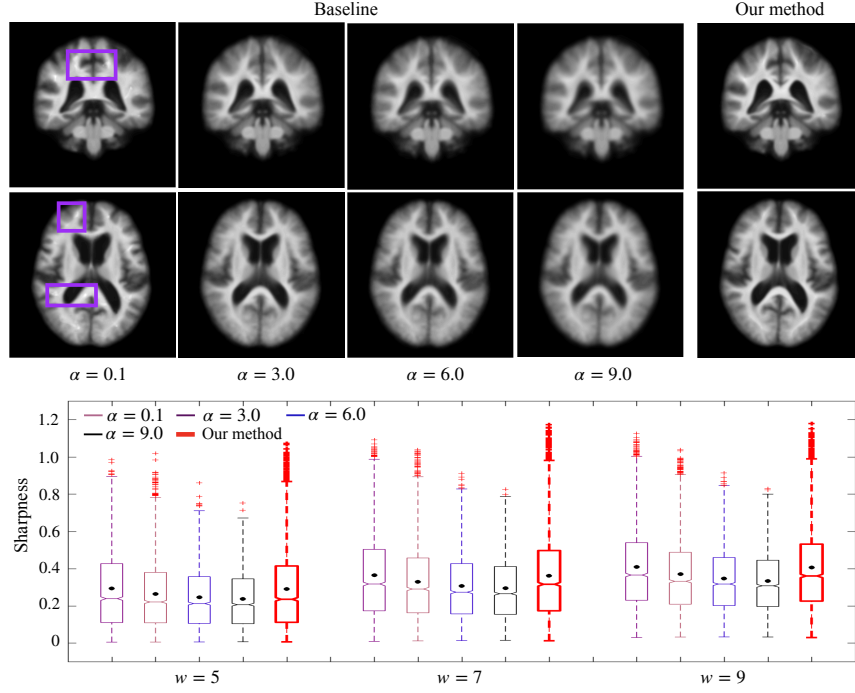 Baseline Our method
α = 0.1 α = 3.0 α = 6.0 α = 9.0
1.2
α = 0.1 α = 3.0 α = 6.0
α = 9.0 Our method
1.0
0.8
Sharpness
0.6
0.4
0.2
0
w = 5 w = 7 w = 9